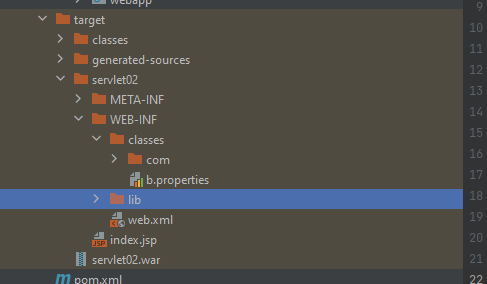 webapp
target
classes
generated-sources
servlet02
META-INF
WEB-INF
classes
com
b.properties
lib
web.xml
JSP index.jsp
servlet02.war
m pom.xml
9
10
11
12
13
14
15
16
17
18
19
20
21
22